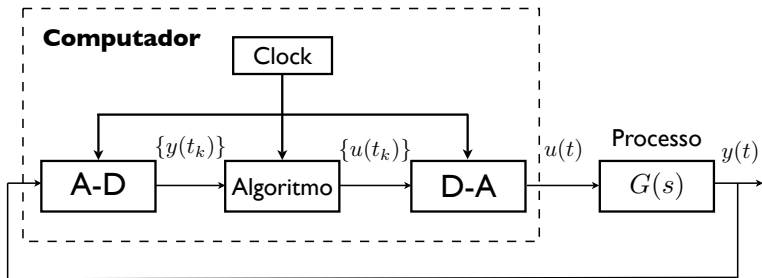 Computador
Clock
{y(t_k)}
{u(t_k)}
u(t)
Processo
y(t)
A-D
Algoritmo
D-A
G(s)